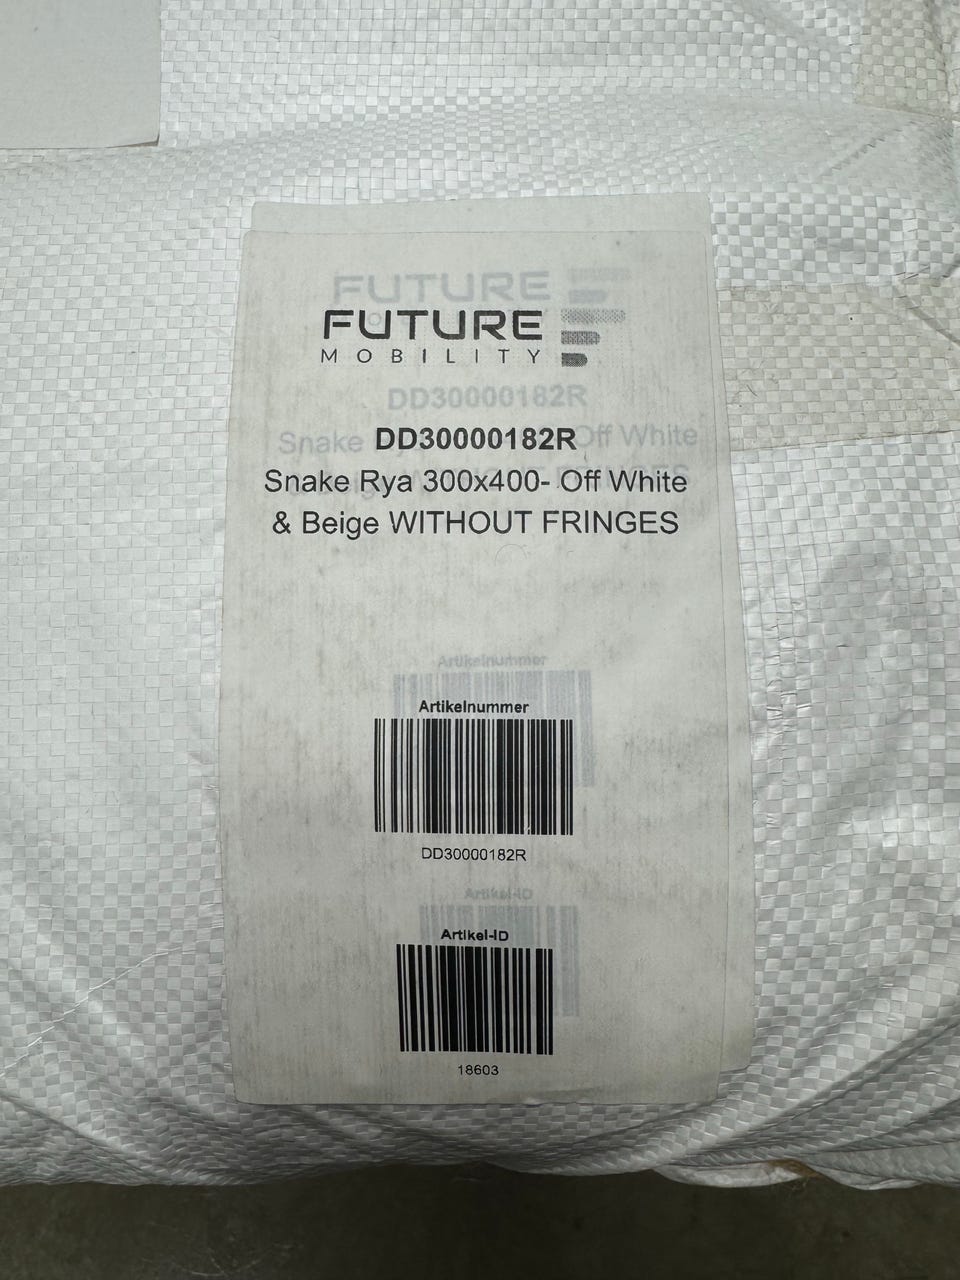 FUTURE
MOBILITY
DD30000182R
Snake Rya 300x400- Off White
& Beige WITHOUT FRINGES
Artikelnummer
DD30000182R
Artikel-ID
18603